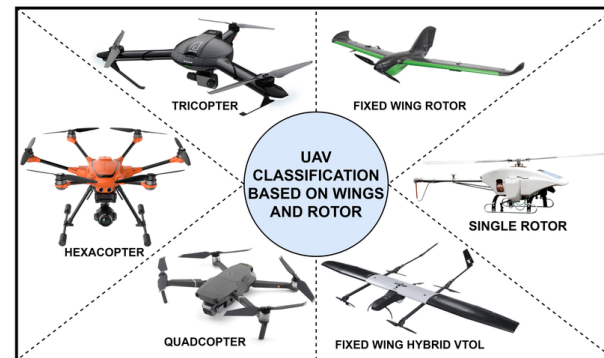 TRICOPTER
FIXED WING ROTOR
UAV
CLASSIFICATION
BASED ON WINGS
AND ROTOR
HEXACOPTER
SINGLE ROTOR
QUADCOPTER
FIXED WING HYBRID VTOL